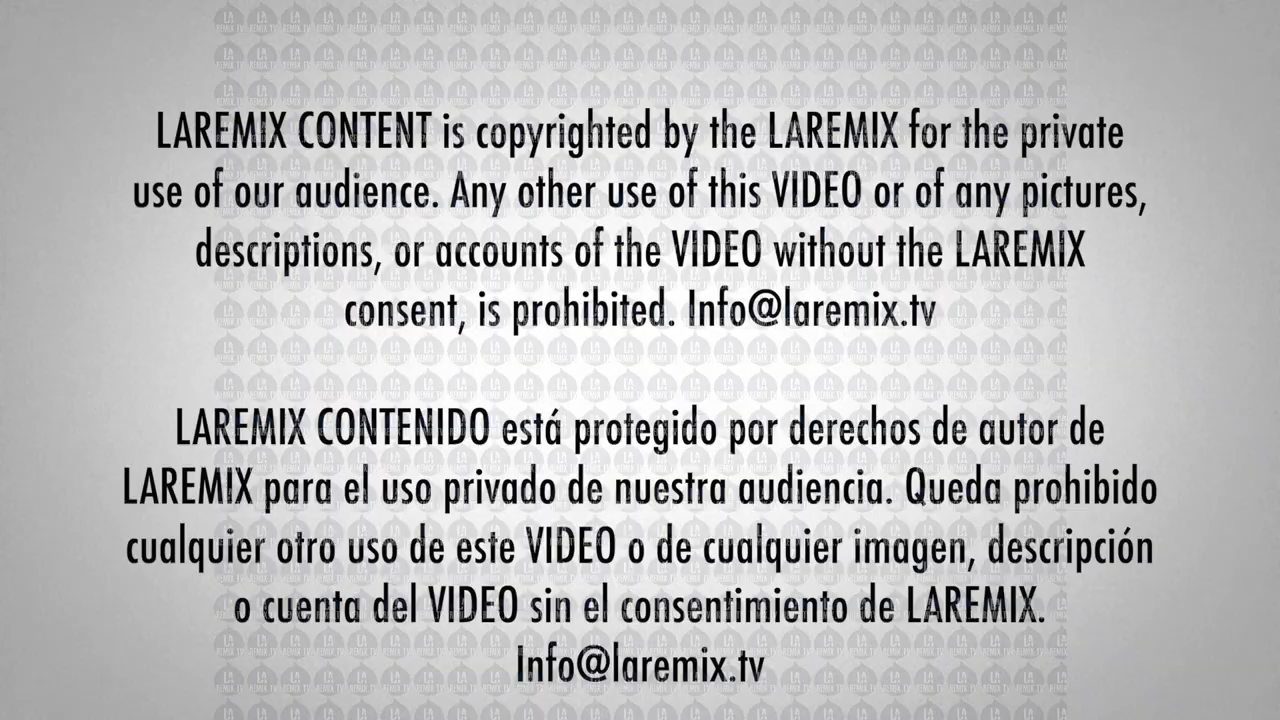 LAREMIX CONTENT is copyrighted by the LAREMIX for the private
use of our audience. Any other use of this VIDEO or of any pictures,
descriptions, or accounts of the VIDEO without the LAREMIX
consent, is prohibited. Info@laremix.tv
LAREMIX CONTENIDO está protegido por derechos de autor de
LAREMIX para el uso privado de nuestra audiencia. Queda prohibido
cualquier otro uso de este VIDEO o de cualquier imagen, descripción
o cuenta del VIDEO sin el consentimiento de LAREMIX.
Info@laremix.tv